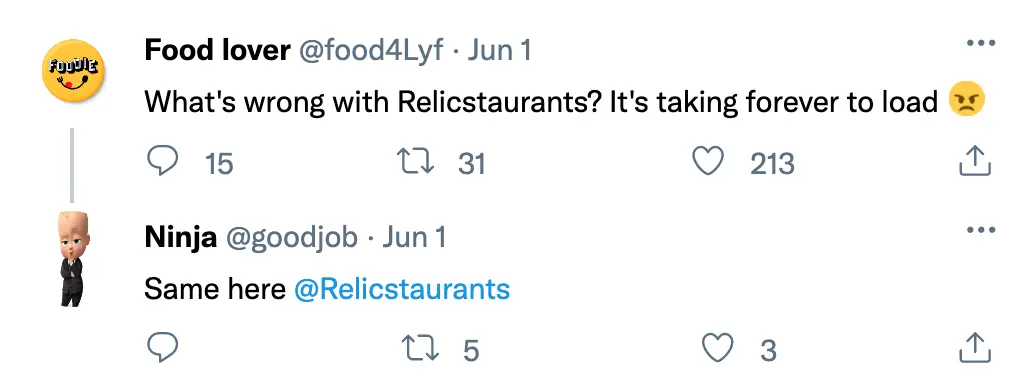 FOODIE
Food lover @food4Lyf · Jun 1
What's wrong with Relicstaurants? It's taking forever to load 😠
15 31 213
Ninja @goodjob · Jun 1
Same here @Relicstaurants
5 3